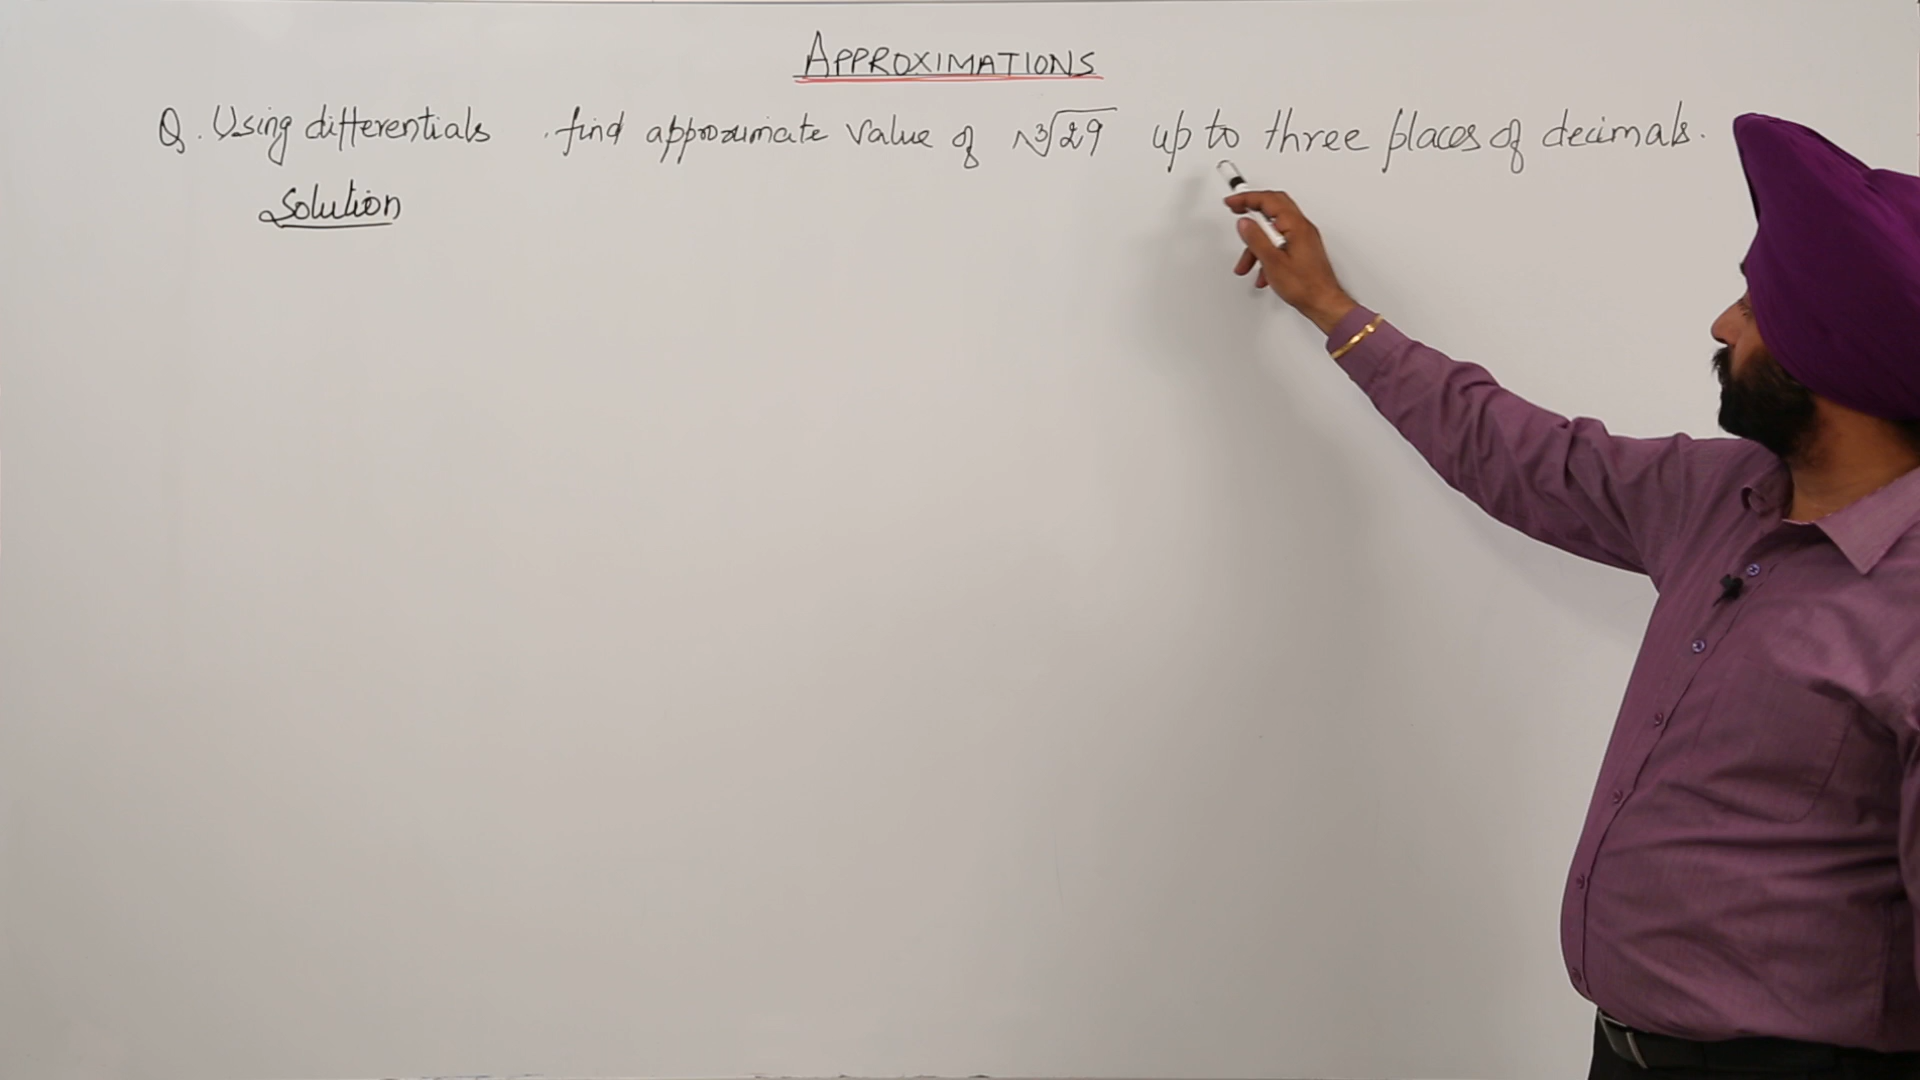 APPROXIMATIONS
Q. Using differentials find approximate value of ∛29 up to three places of decimals.
Solution